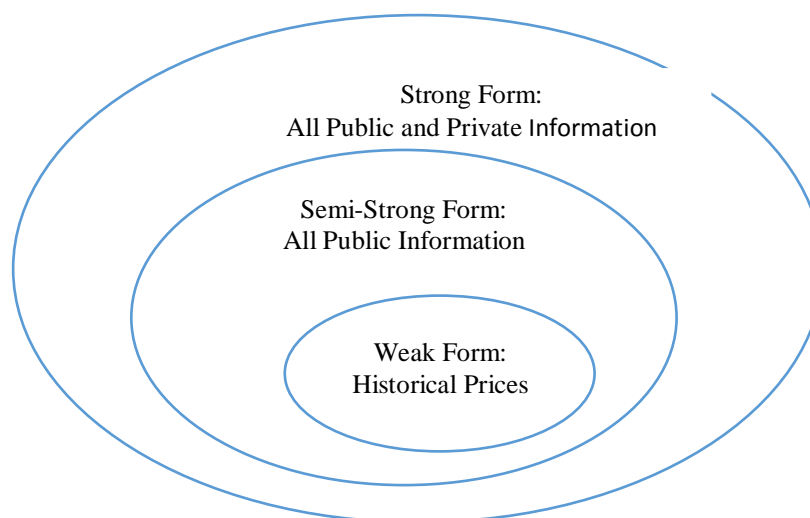 Strong Form:
All Public and Private Information
Semi-Strong Form:
All Public Information
Weak Form:
Historical Prices